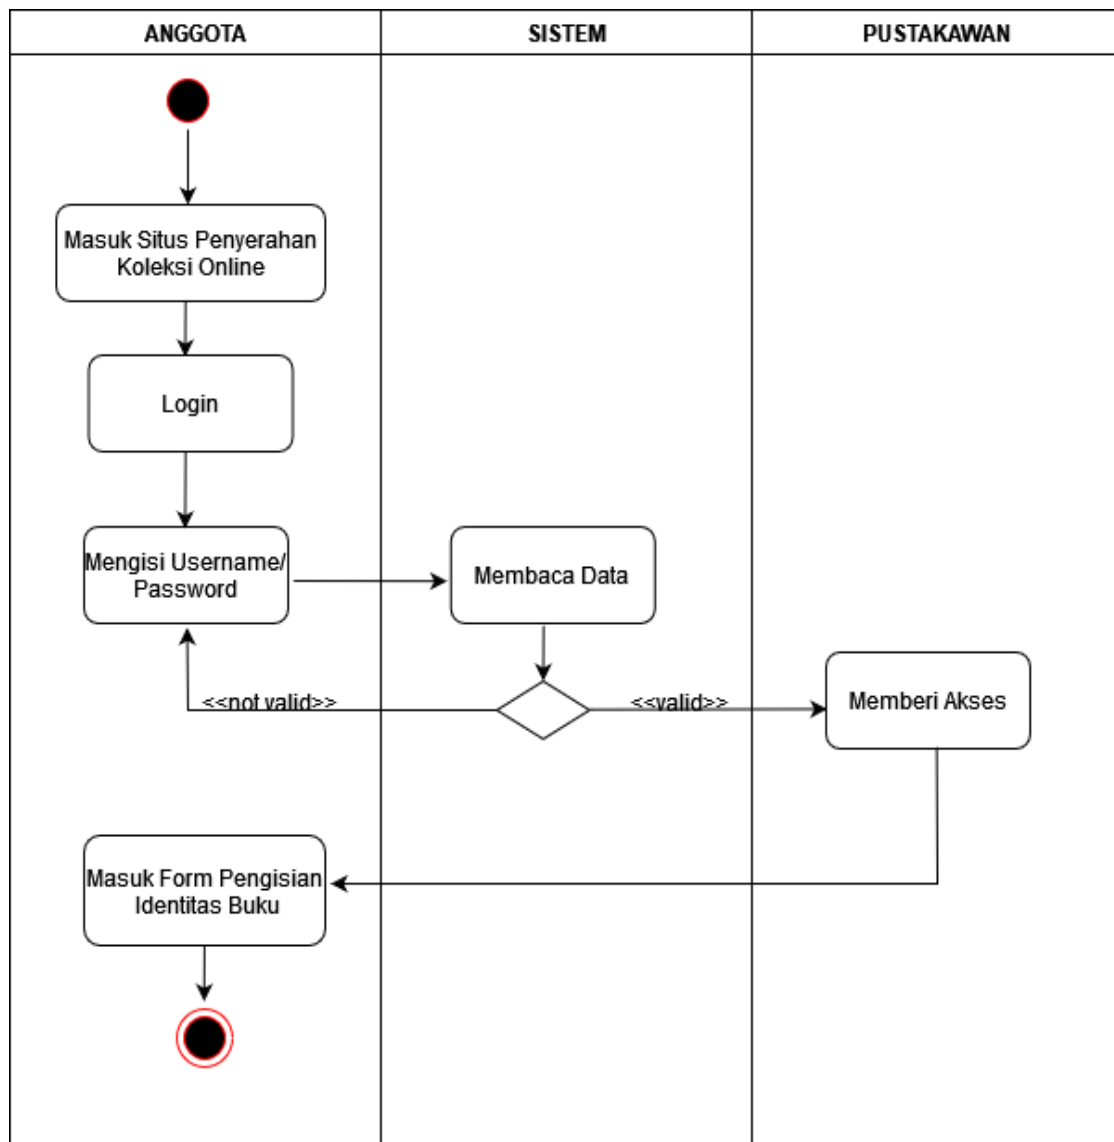 ANGGOTA
SISTEM
PUSTAKAWAN
Masuk Situs Penyerahan
Koleksi Online
Login
Mengisi Username/
Password
Membaca Data
<<not valid>>
<<valid>>
Memberi Akses
Masuk Form Pengisian
Identitas Buku